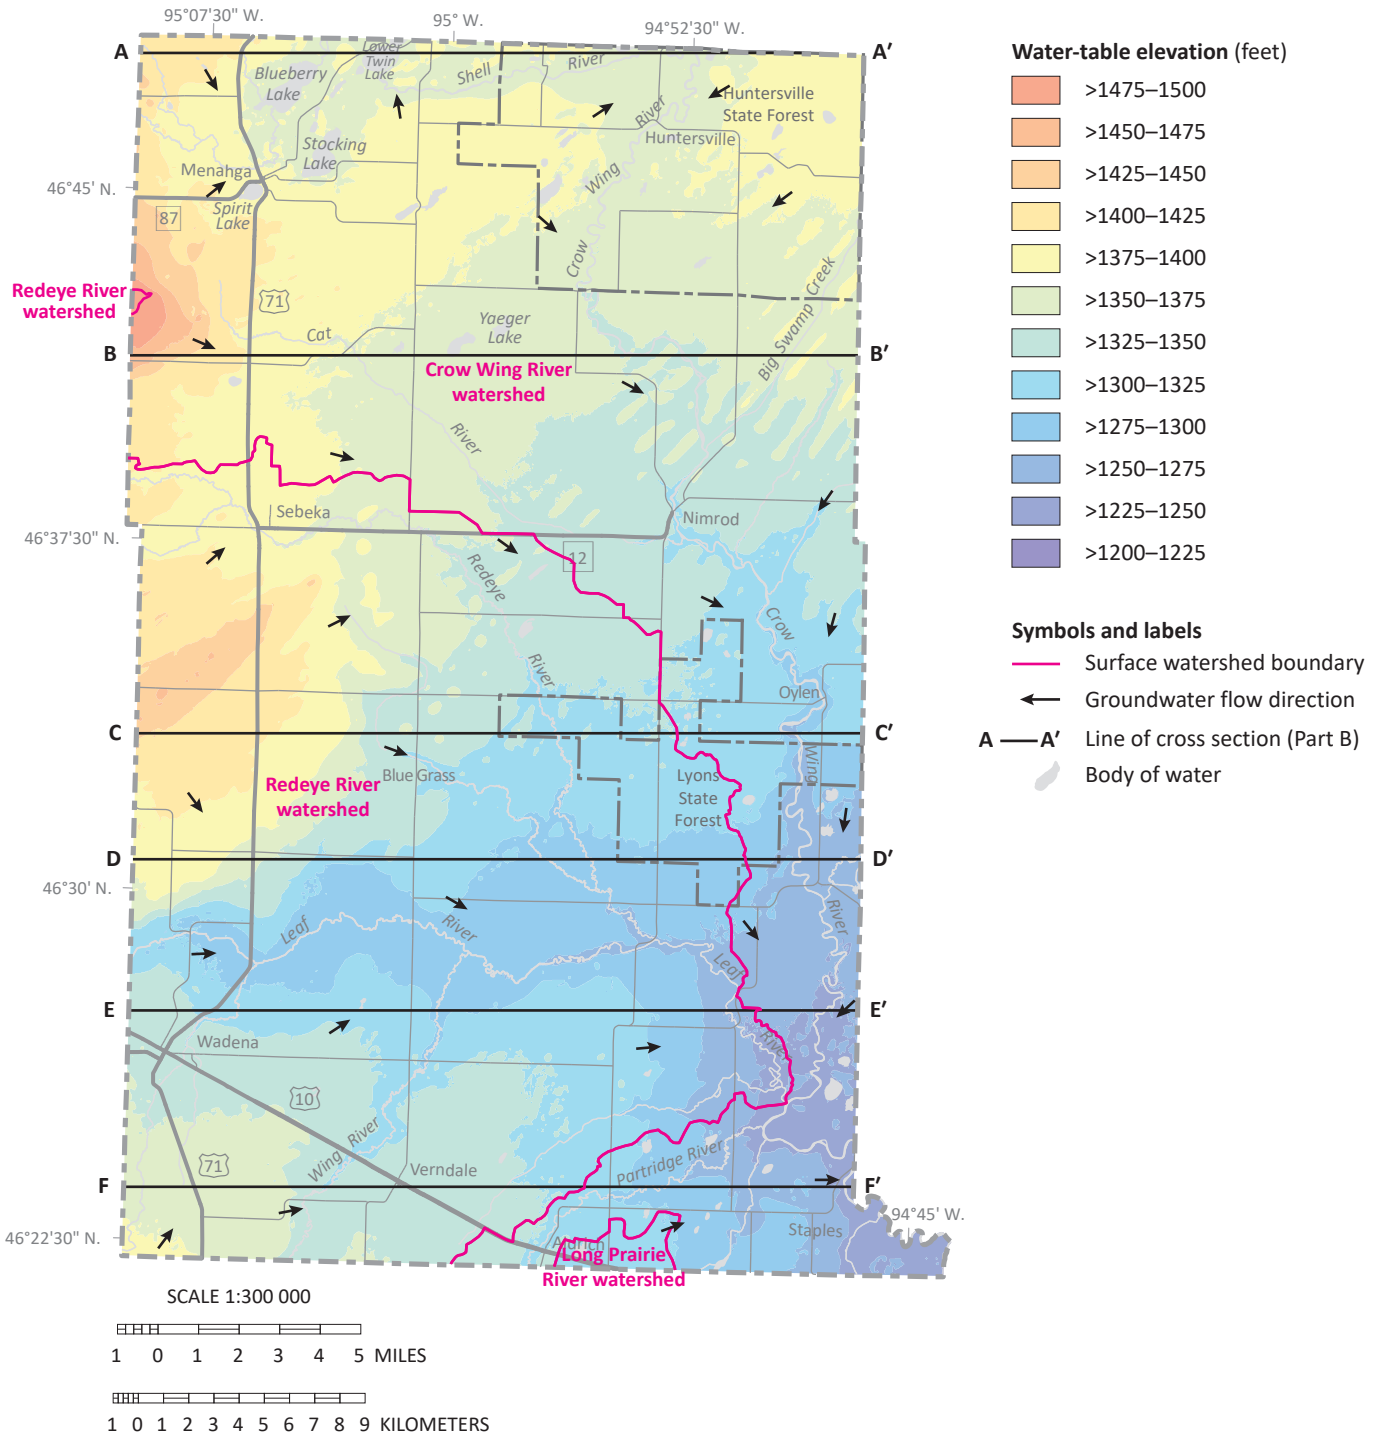 95°07'30" W.
95° W.
94°52'30" W.
A
A′
Lower
Twin
Lake
Blueberry
Lake
Shell
River
Huntersville
State Forest
River
Huntersville
Stocking
Lake
Menahga
46°45' N.
Wing
87
Spirit
Lake
Crow
Redeye River
watershed
71
Cat
Yaeger
Lake
Big Swamp Creek
B
B′
Crow Wing River
watershed
River
Sebeka
Nimrod
46°37'30" N.
12
Redeye
Crow
River
Oylen
C
C′
Wing
Blue Grass
Redeye River
watershed
Lyons
State
Forest
D
D′
46°30' N.
Leaf
River
River
Leaf
E
E′
Wadena
River
10
Wing River
71
Verndale
Partridge River
F
F′
94°45' W.
Staples
46°22'30" N.
Aldrich
Long Prairie
River watershed
SCALE 1:300 000
1 0 1 2 3 4 5 MILES
1 0 1 2 3 4 5 6 7 8 9 KILOMETERS
Water-table elevation (feet)
>1475–1500
>1450–1475
>1425–1450
>1400–1425
>1375–1400
>1350–1375
>1325–1350
>1300–1325
>1275–1300
>1250–1275
>1225–1250
>1200–1225
Symbols and labels
Surface watershed boundary
Groundwater flow direction
A A′ Line of cross section (Part B)
Body of water